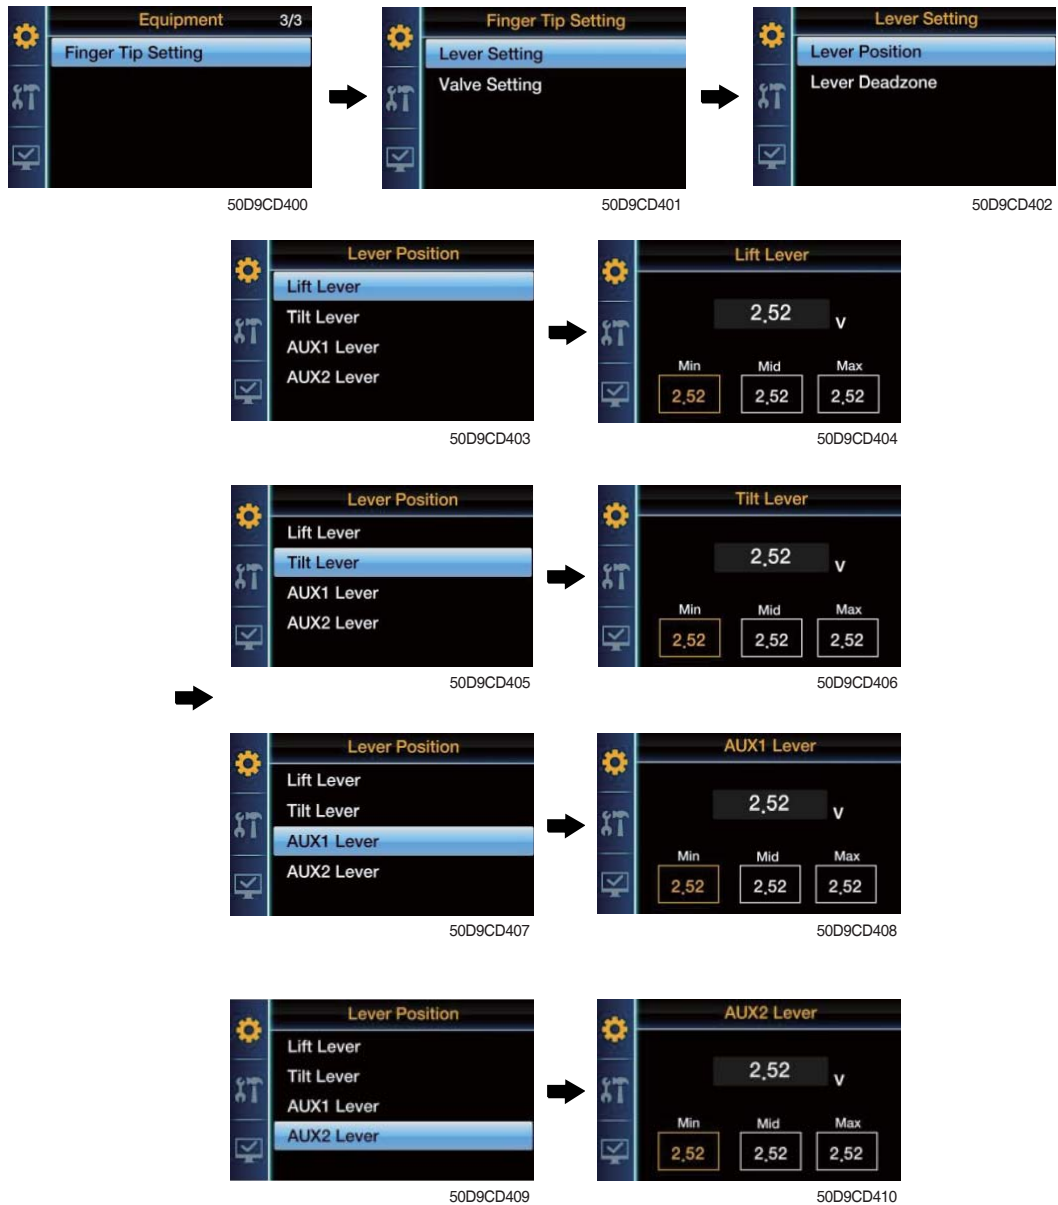 Equipment 3/3
Finger Tip Setting
50D9CD400
Finger Tip Setting
Lever Setting
Valve Setting
50D9CD401
Lever Setting
Lever Position
Lever Deadzone
50D9CD402
Lever Position
Lift Lever
Tilt Lever
AUX1 Lever
AUX2 Lever
50D9CD403
Lift Lever
2.52 V
Min Mid Max
2.52 2.52 2.52
50D9CD404
Lever Position
Lift Lever
Tilt Lever
AUX1 Lever
AUX2 Lever
50D9CD405
Tilt Lever
2.52 V
Min Mid Max
2.52 2.52 2.52
50D9CD406
Lever Position
Lift Lever
Tilt Lever
AUX1 Lever
AUX2 Lever
50D9CD407
AUX1 Lever
2.52 V
Min Mid Max
2.52 2.52 2.52
50D9CD408
Lever Position
Lift Lever
Tilt Lever
AUX1 Lever
AUX2 Lever
50D9CD409
AUX2 Lever
2.52 V
Min Mid Max
2.52 2.52 2.52
50D9CD410